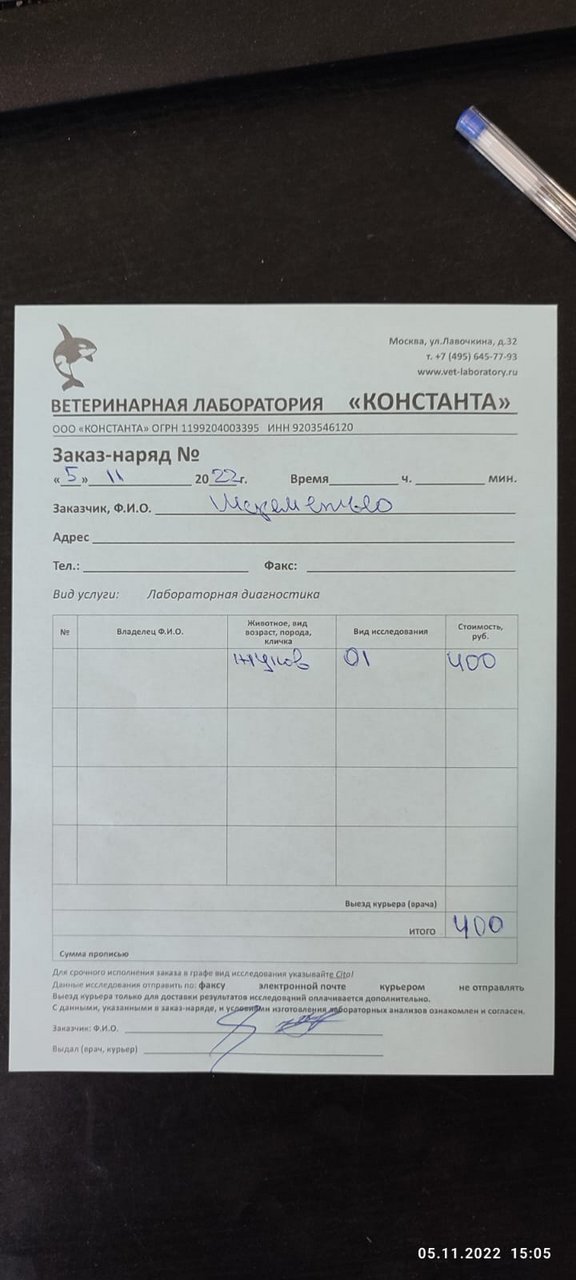 Москва, ул.Лавочкина, д.32
т. +7 (495) 645-77-93
www.vet-laboratory.ru
ВЕТЕРИНАРНАЯ ЛАБОРАТОРИЯ «КОНСТАНТА»
ООО «КОНСТАНТА» ОГРН 1199204003395 ИНН 9203546120
Заказ-наряд №
«5» 11 2022г. Время ч. мин.
Заказчик, Ф.И.О.
Адрес
Тел.: Факс:
Вид услуги: Лабораторная диагностика
№ Владелец Ф.И.О. Животное, вид возраст, порода, кличка Вид исследования Стоимость, руб.
Жуков 01 400
Выезд курьера (врача)
ИТОГО 400
Сумма прописью
Для срочного исполнения заказа в графе вид исследования указывайте Cito!
Данные исследования отправить по: факсу электронной почте курьером не отправлять
Выезд курьера только для доставки результатов исследований оплачивается дополнительно.
С данными, указанными в заказ-наряде, и условиями изготовления лабораторных анализов ознакомлен и согласен.
Заказчик: Ф.И.О.
Выдал (врач, курьер)
05.11.2022 15:05